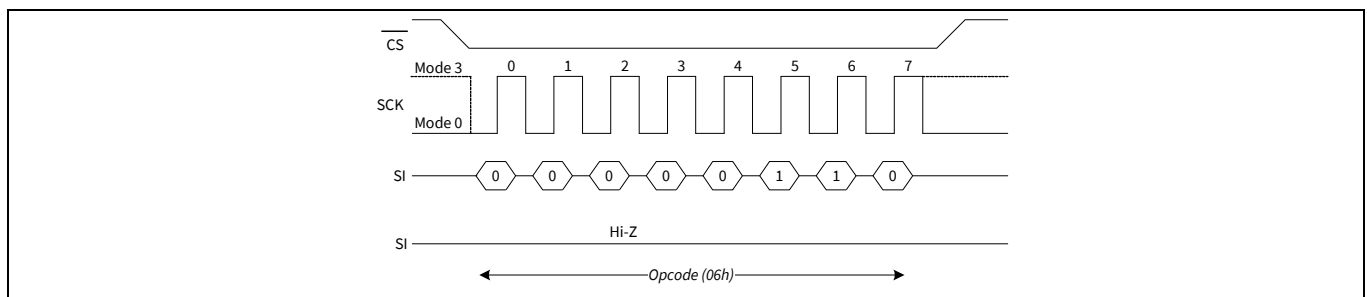 CS
Mode 3 0 1 2 3 4 5 6 7
SCK
Mode 0
SI 0 0 0 0 0 1 1 0
Hi-Z
SI
Opcode (06h)